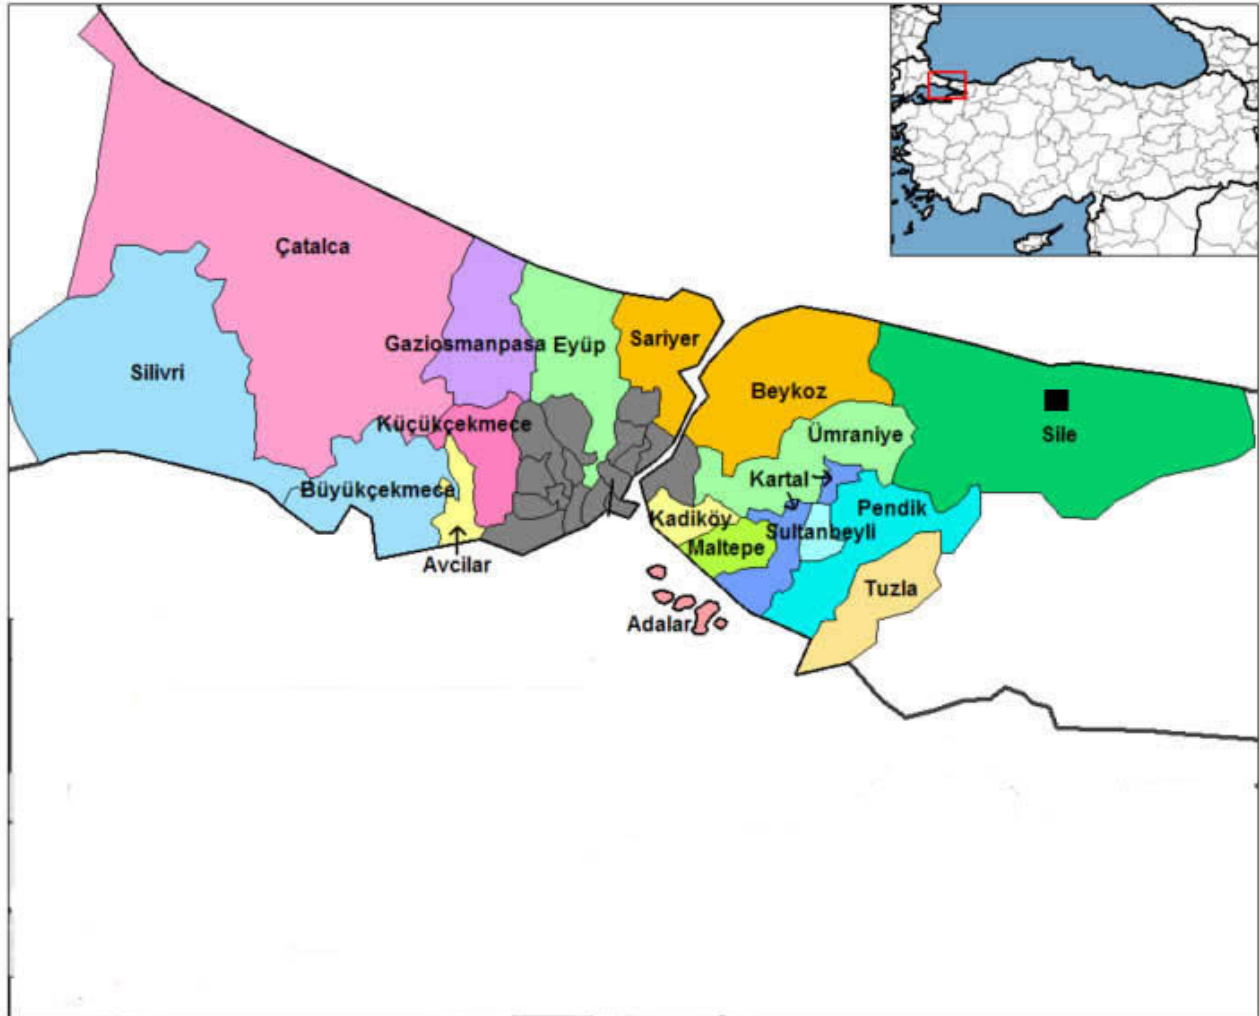 Çatalca
Gaziosmanpasa
Eyüp
Sariyer
Silivri
Beykoz
Küçükçekmece
Ümraniye
Sile
Büyükçekmece
Kartal
Kadiköy
Sultanbeyli
Pendik
Maltepe
Avcilar
Tuzla
Adalar